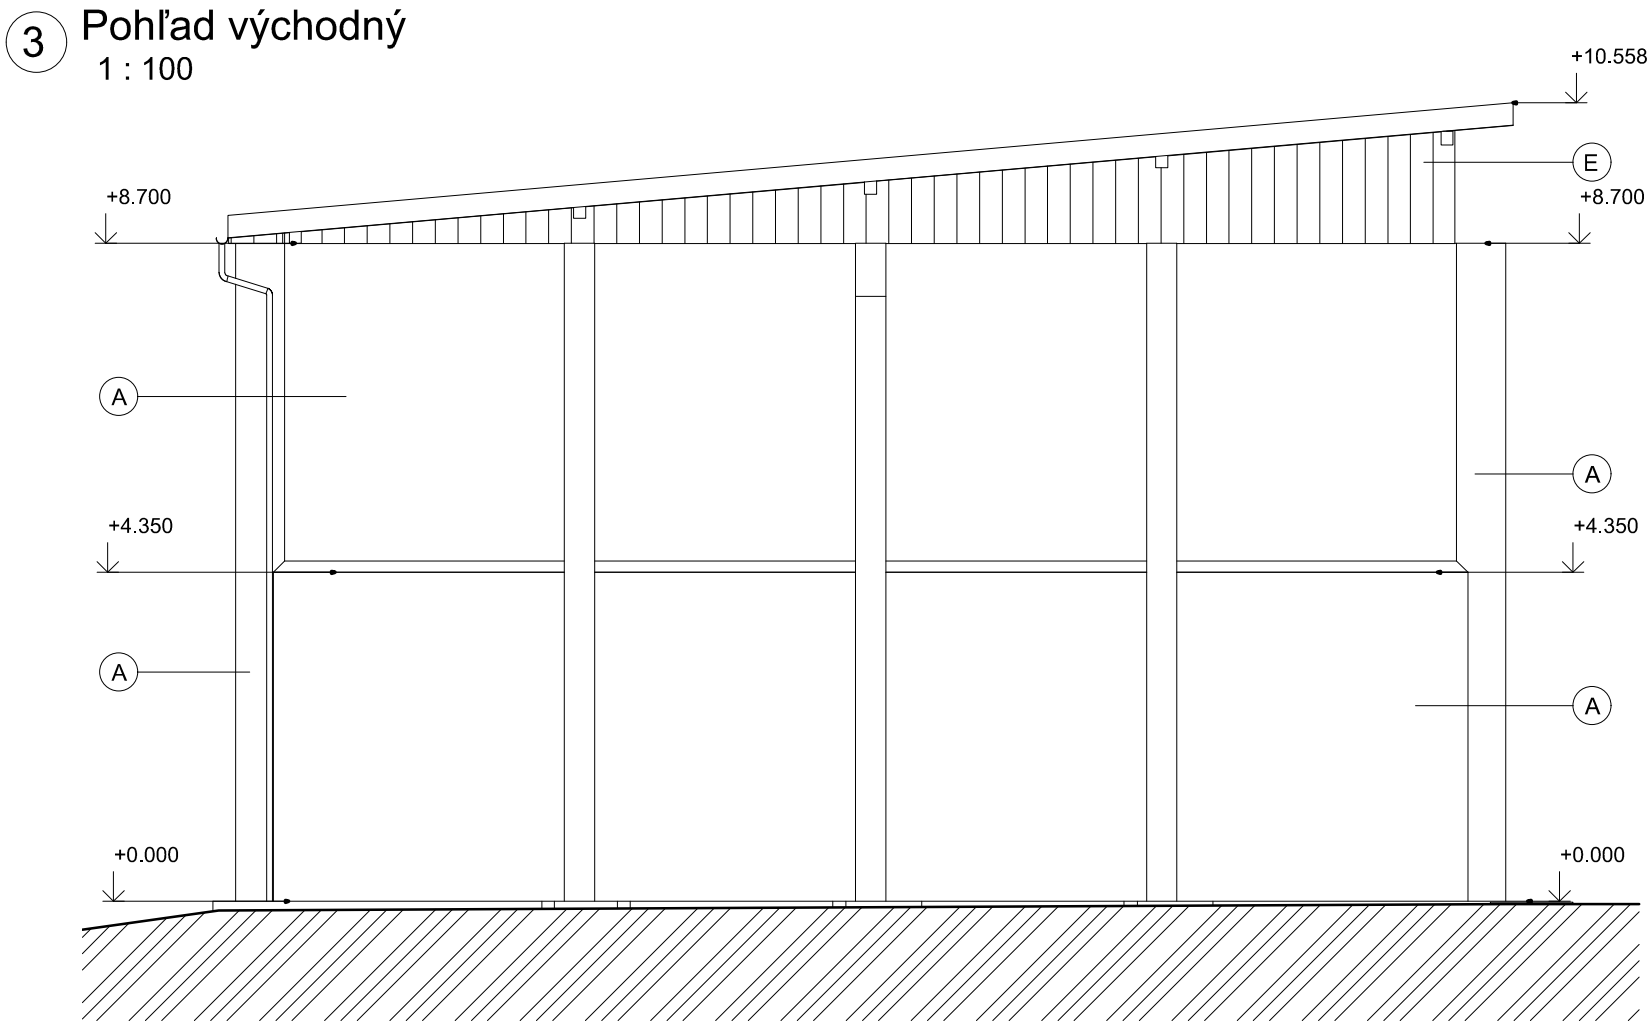 3 Pohľad východný
1 : 100
+10.558
E
+8.700
+8.700
A
A
+4.350
+4.350
A
A
+0.000
+0.000